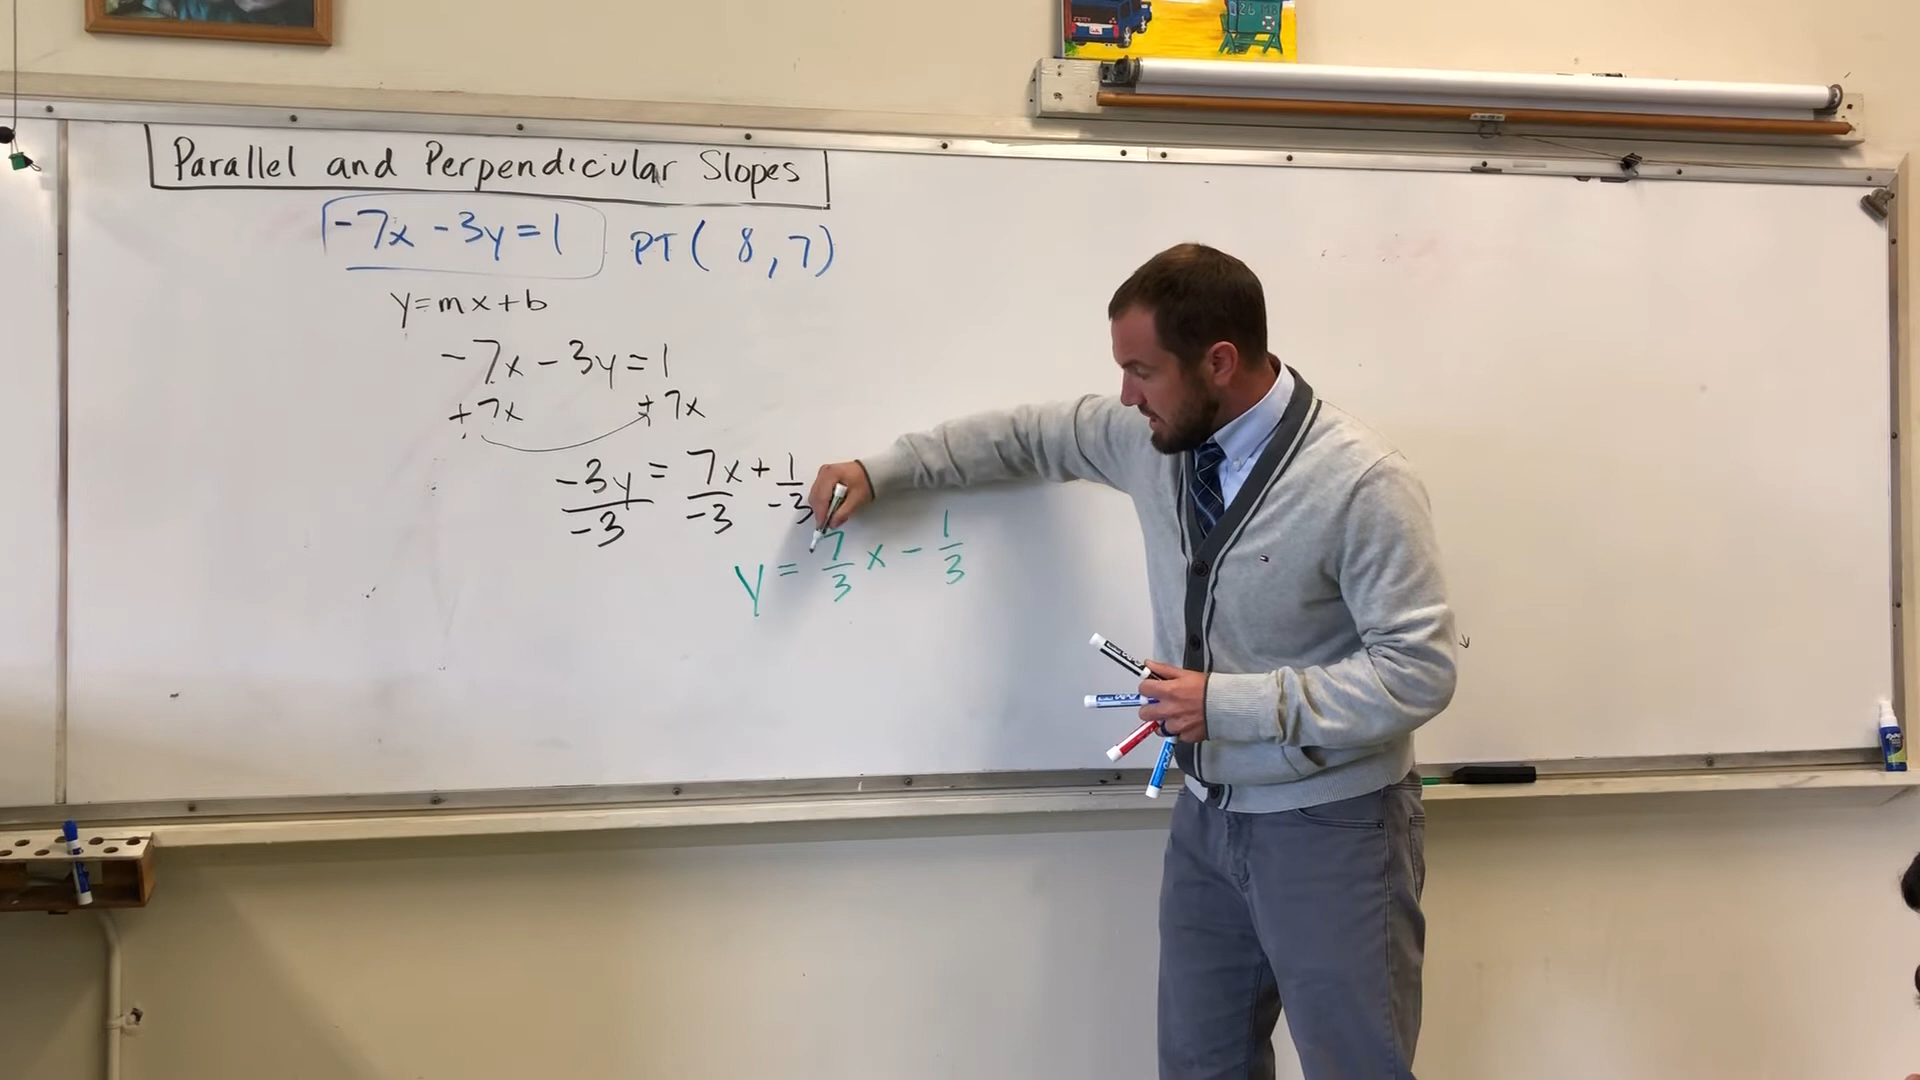 Parallel and Perpendicular Slopes
-7x - 3y = 1 PT ( 8 , 7 )
y = mx + b
-7x - 3y = 1
+7x +7x
-3y/-3 = 7x/-3 + 1/-3
y = 7/3 x - 1/3